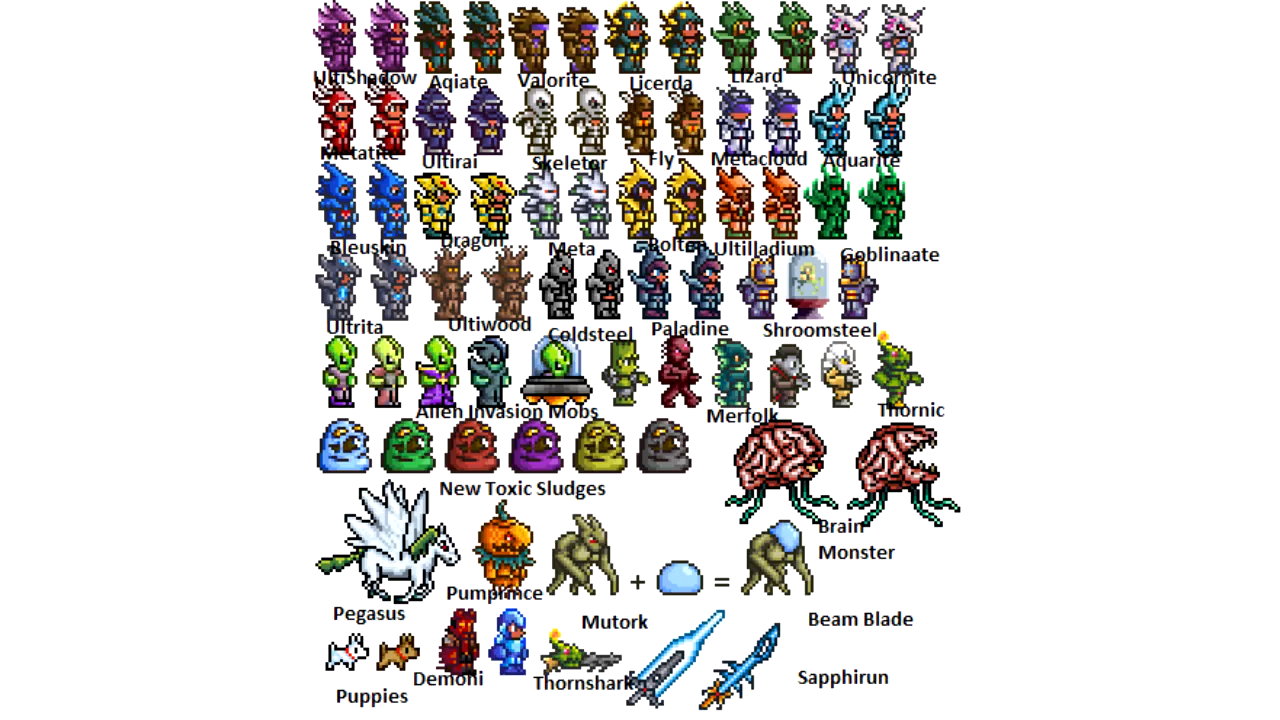 UltiShadow Aqiate Valorite Licerda Lizard Unicornite
Metatite Ultirai Skeletor Fly Metacloud Aquarite
Bleuskin Dragon Meta Bolton Ultilladium Goblinaate
Ultrita Ultiwood Coldsteel Paladine Shroomsteel
Alien Invasion Mobs Merfolk Thornic
New Toxic Sludges
Brain
Monster
+ =
Pegasus Pumprince
Mutork Beam Blade
Demoni Thornshark Sapphirun
Puppies